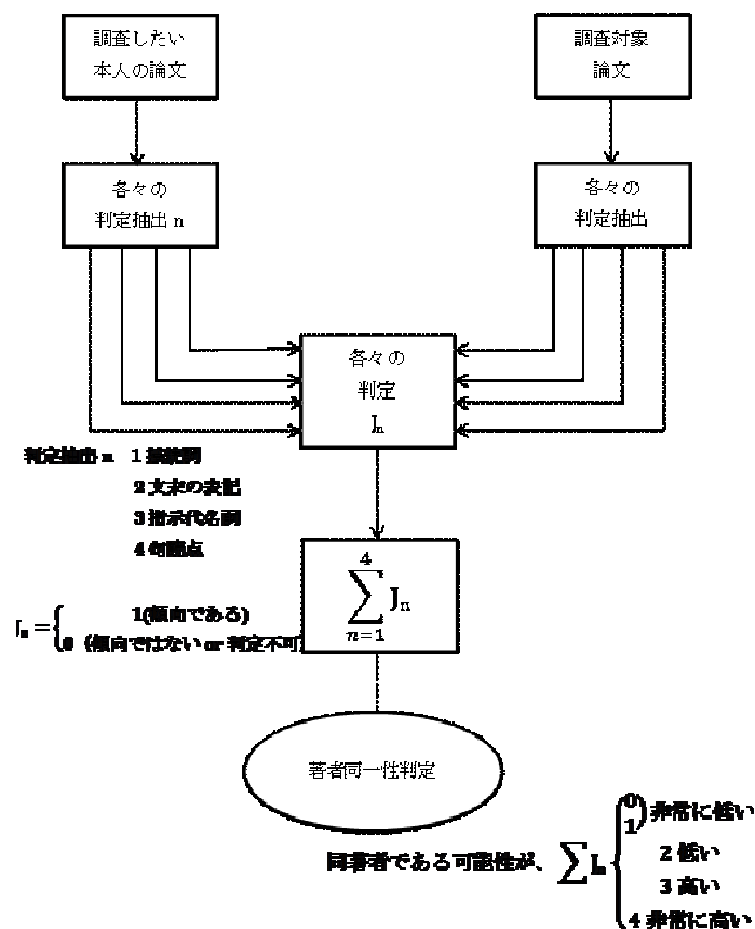 調査したい
本人の論文
調査対象
論文
各々の
判定抽出 n
各々の
判定抽出
各々の
判定
Jn
判定抽出 n 1 接続詞
2 文末の表記
3 指示代名詞
4 句読点
4
∑ Jn
n=1
Jn = { 1(傾向である)
0 (傾向ではない or 判定不可)
著者同一性判定
同著者である可能性が、 ∑Jn
0
1 } 非常に低い
2 低い
3 高い
4 非常に高い